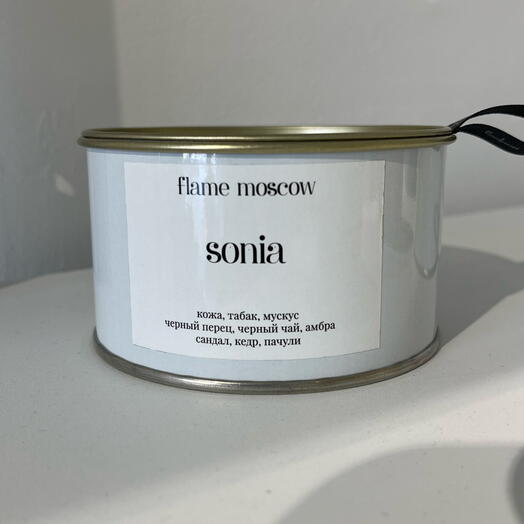 flame moscow
sonia
кожа, табак, мускус
черный перец, черный чай, амбра
сандал, кедр, пачули